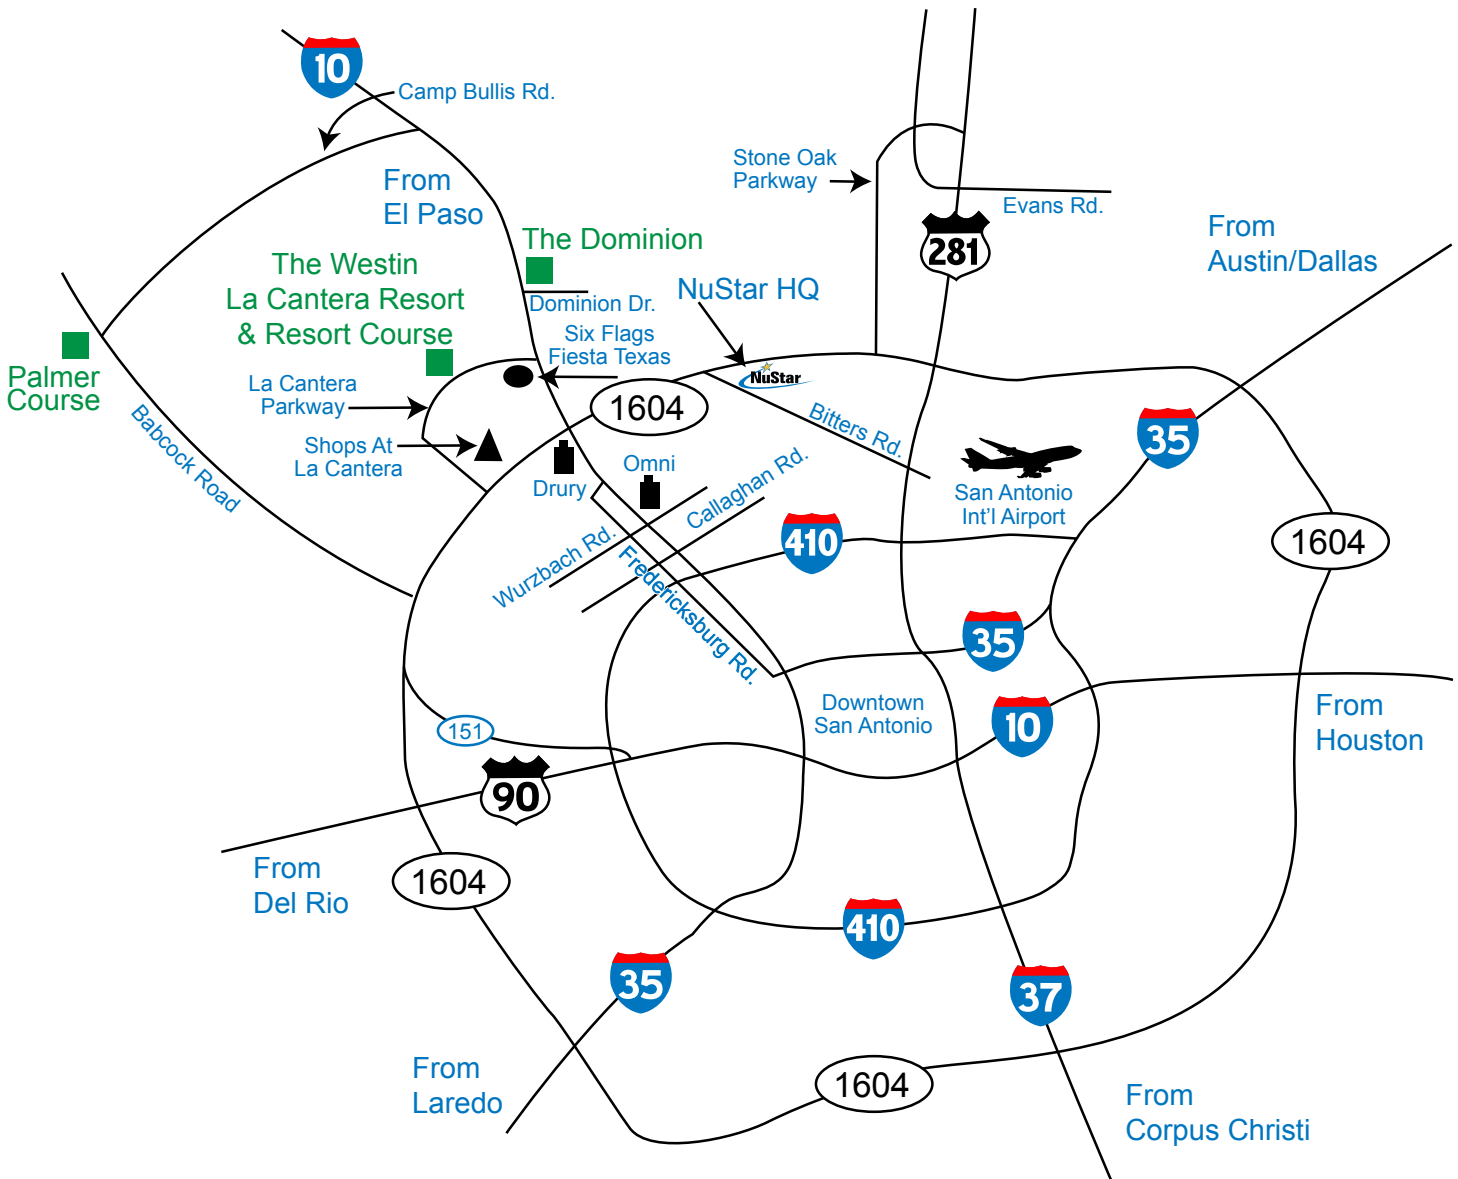 10
Camp Bullis Rd.
From
El Paso
Stone Oak
Parkway
Evans Rd.
281
From
Austin/Dallas
The Dominion
The Westin
La Cantera Resort
& Resort Course
Dominion Dr.
NuStar HQ
Six Flags
Fiesta Texas
Palmer
Course
La Cantera
Parkway
NuStar
1604
Babcock Road
Bitters Rd.
35
Shops At
La Cantera
Drury
Omni
Callaghan Rd.
San Antonio
Int'l Airport
410
1604
Wurzbach Rd.
Fredericksburg Rd.
35
Downtown
San Antonio
10
From
Houston
151
90
From
Del Rio
1604
410
35
37
From
Laredo
1604
From
Corpus Christi